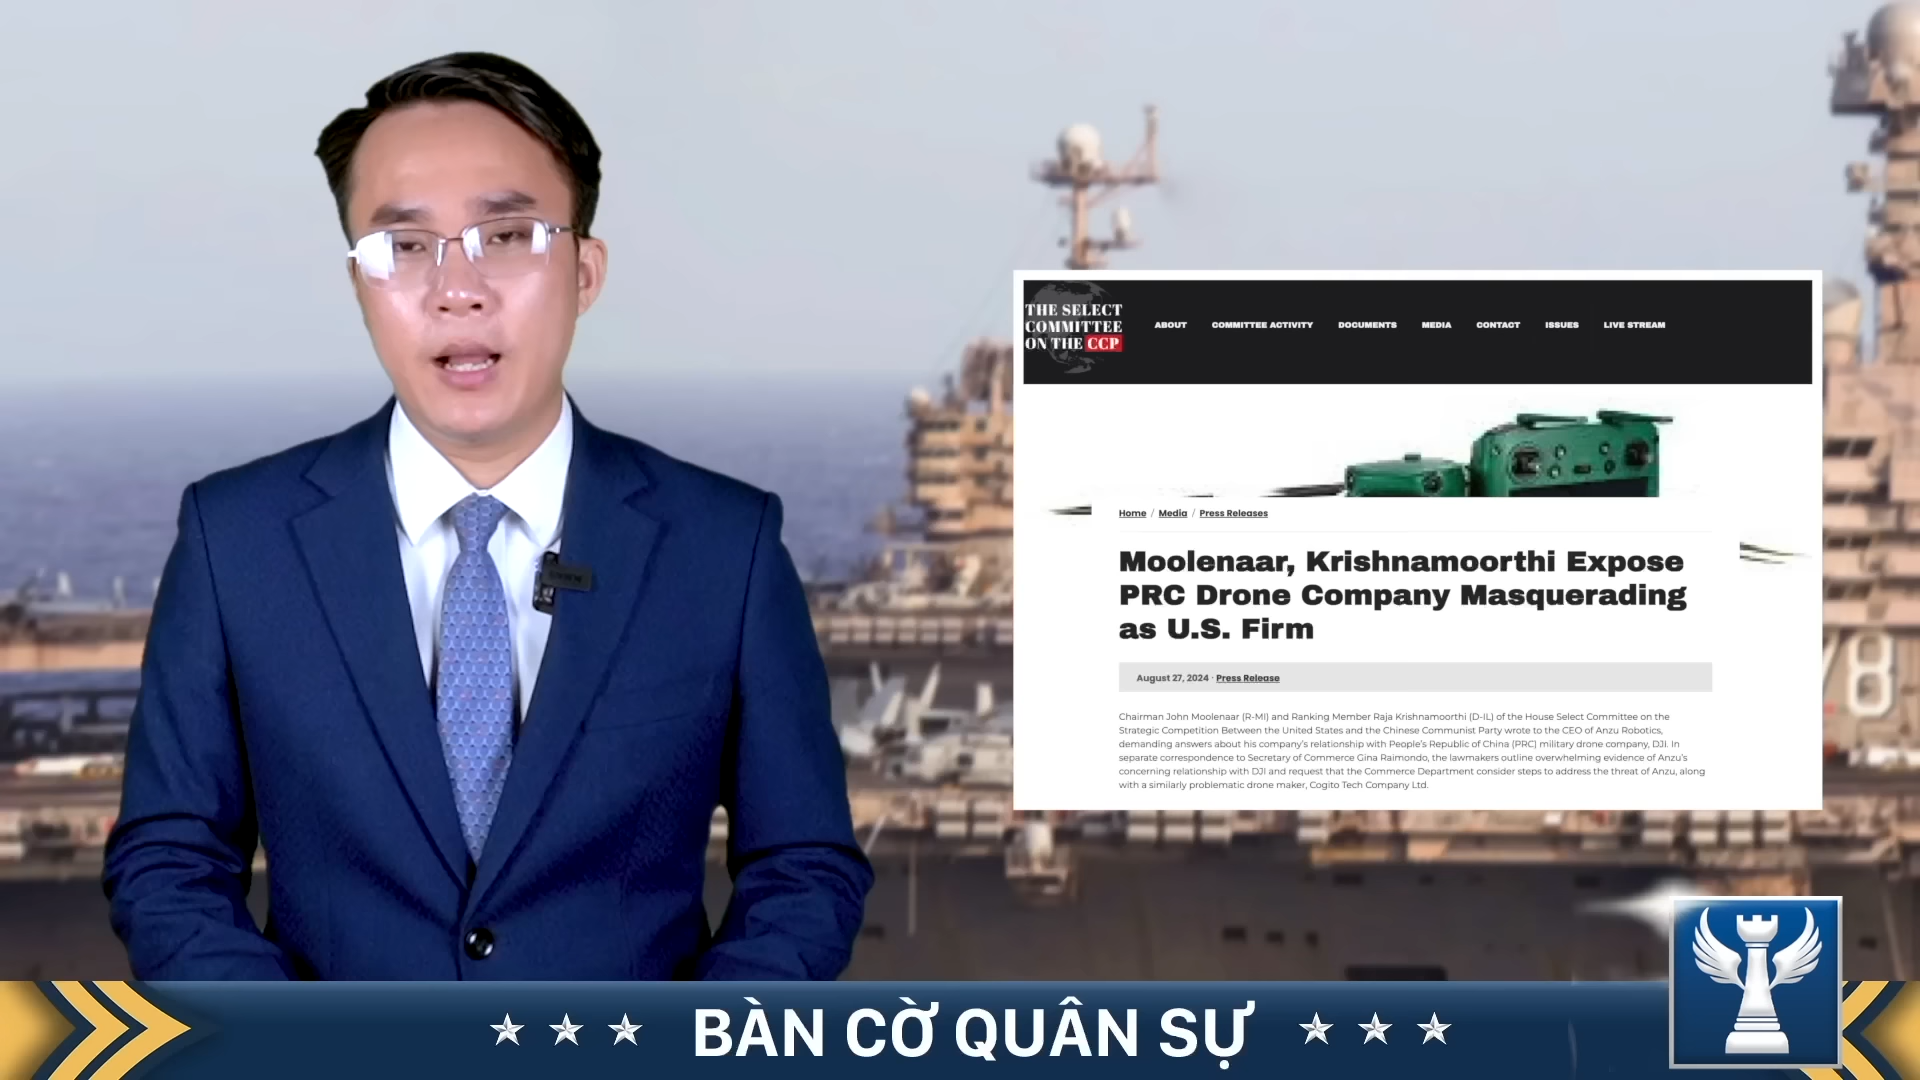 THE SELECT
COMMITTEE
ON THE CCP
ABOUT COMMITTEE ACTIVITY DOCUMENTS MEDIA CONTACT ISSUES LIVE STREAM
Home / Media / Press Releases
Moolenaar, Krishnamoorthi Expose
PRC Drone Company Masquerading
as U.S. Firm
August 27, 2024 · Press Release
Chairman John Moolenaar (R-MI) and Ranking Member Raja Krishnamoorthi (D-IL) of the House Select Committee on the
Strategic Competition Between the United States and the Chinese Communist Party wrote to the CEO of Anzu Robotics,
demanding answers about his company's relationship with People's Republic of China (PRC) military drone company, DJI. In
separate correspondence to Secretary of Commerce Gina Raimondo, the lawmakers outline overwhelming evidence of Anzu's
concerning relationship with DJI and request that the Commerce Department consider steps to address the threat of Anzu, along
with a similarly problematic drone maker, Cogito Tech Company Ltd.
78
BÀN CỜ QUÂN SỰ